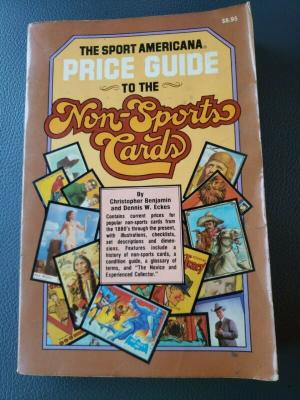 $6.95
THE SPORT AMERICANA®
PRICE GUIDE
TO THE
Non-Sports
Cards
By
Christopher Benjamin
and Dennis W. Eckes
Contains current prices for
popular non-sports cards from
the 1880's through the present,
with illustrations, checklists,
set descriptions and dimen-
sions. Features include a
history of non-sports cards, a
condition guide, a glossary of
terms, and "The Novice and
Experienced Collector."